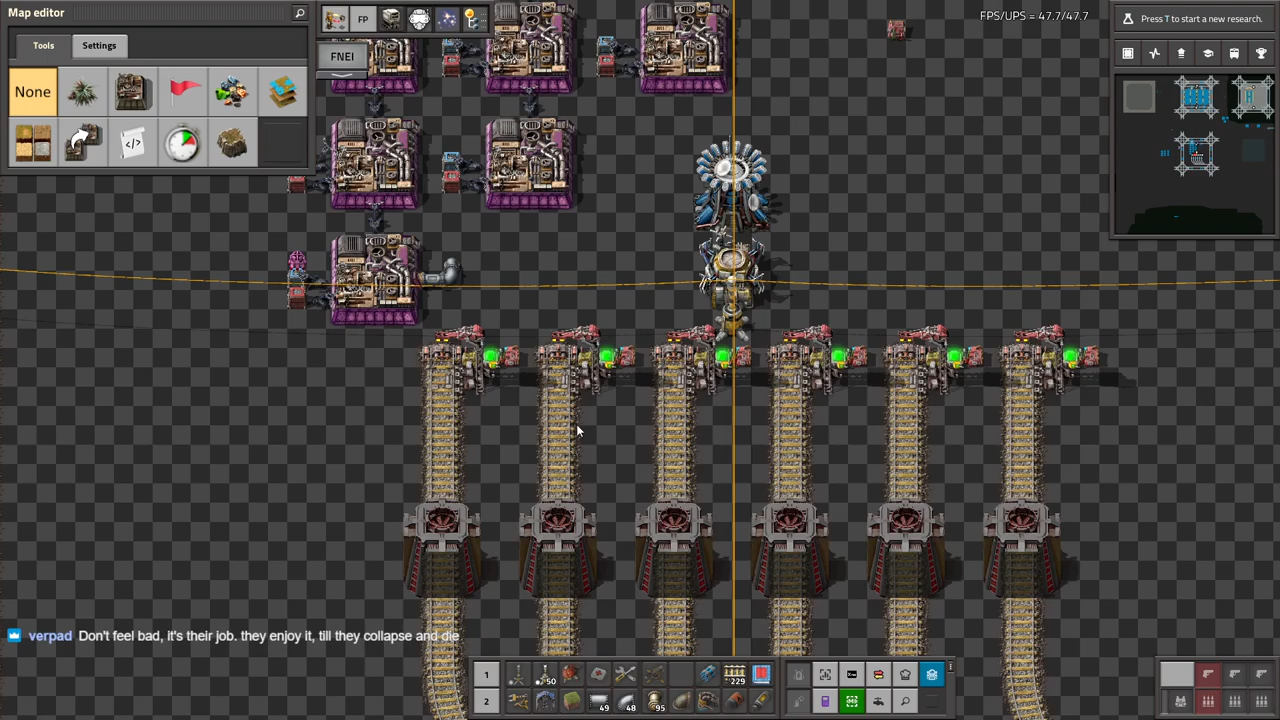 Map editor
FP
FPS/UPS = 47.7/47.7
Press T to start a new research.
Tools
Settings
FNEI
None
verpad Don't feel bad, it's their job. they enjoy it, till they collapse and die
1
50
229
2
49
48
95